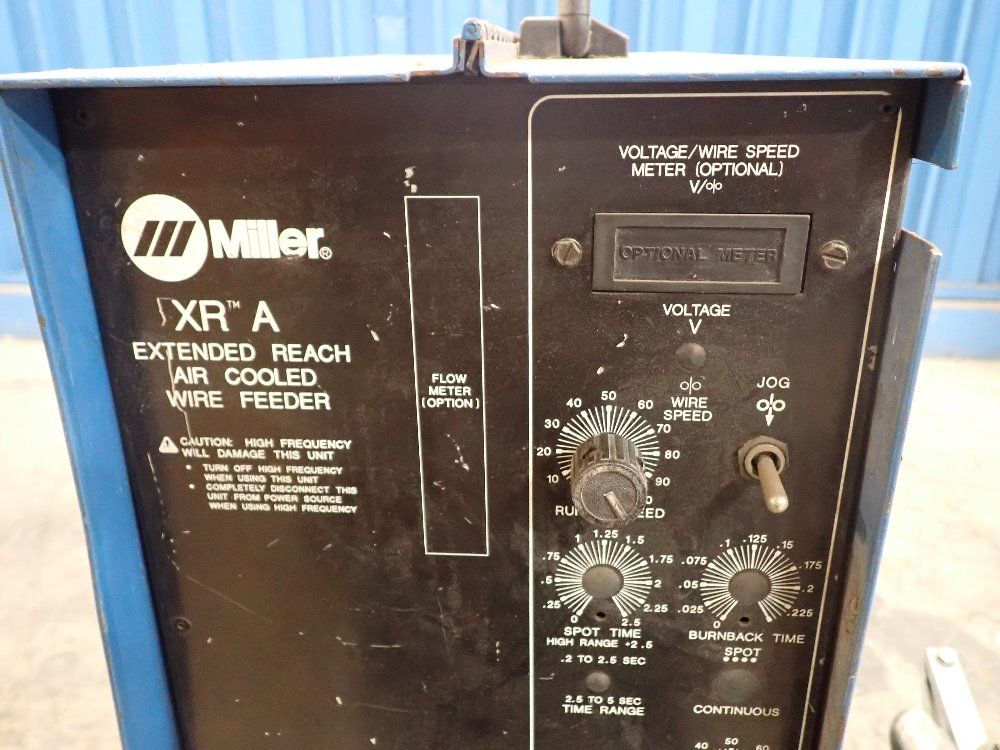 Miller®
XR™ A
EXTENDED REACH
AIR COOLED
WIRE FEEDER
CAUTION: HIGH FREQUENCY
WILL DAMAGE THIS UNIT
• TURN OFF HIGH FREQUENCY
WHEN USING THIS UNIT
• COMPLETELY DISCONNECT THIS
UNIT FROM POWER SOURCE
WHEN USING HIGH FREQUENCY
FLOW
METER
(OPTION)
VOLTAGE/WIRE SPEED
METER (OPTIONAL)
V/
OPTIONAL METER
VOLTAGE
V
WIRE
SPEED
JOG
10 20 30 40 50 60 70 80 90
0 .25 .5 .75 1 1.25 1.5 1.75 2 2.25 2.5
SPOT TIME
HIGH RANGE +2.5
.2 TO 2.5 SEC
2.5 TO 5 SEC
TIME RANGE
0 .025 .05 .075 .1 .125 .15 .175 .2 .225
BURNBACK TIME
SPOT
CONTINUOUS
40 50 60